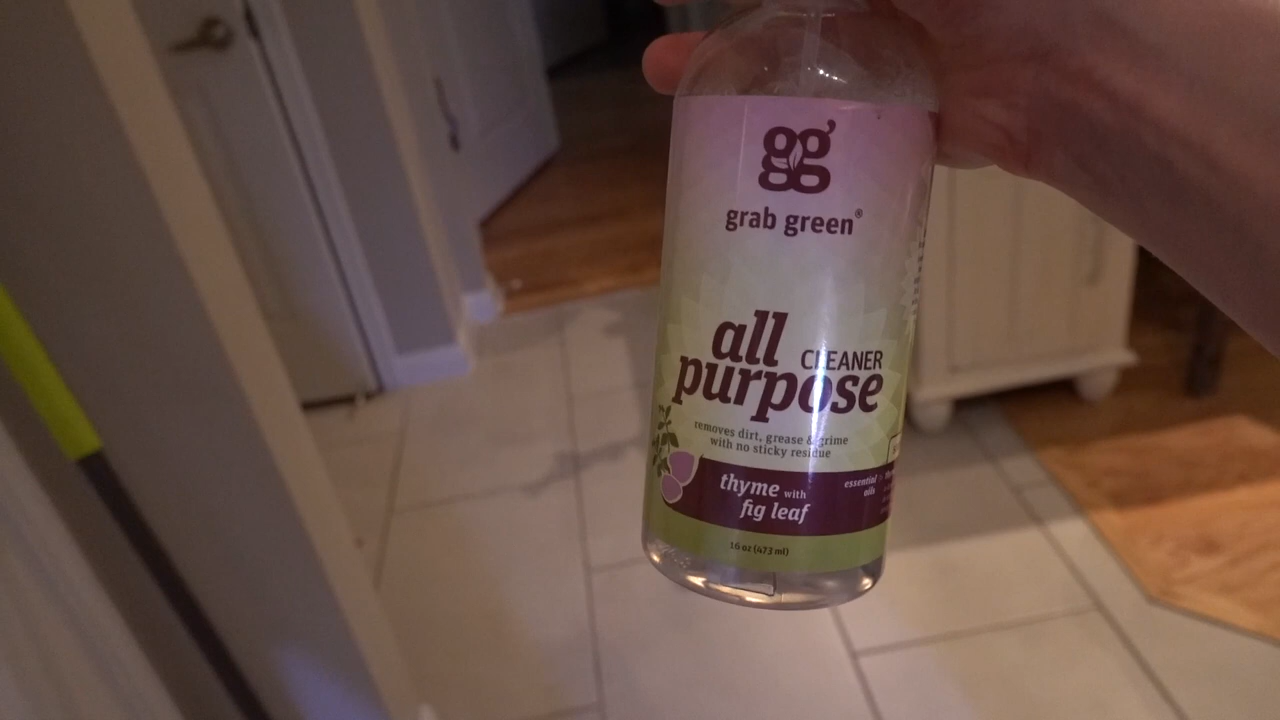 gg'
gg
grab green®
all
CLEANER
purpose
removes dirt, grease & grime
with no sticky residue
thyme with
fig leaf
essential
oils
16 oz (473 ml)